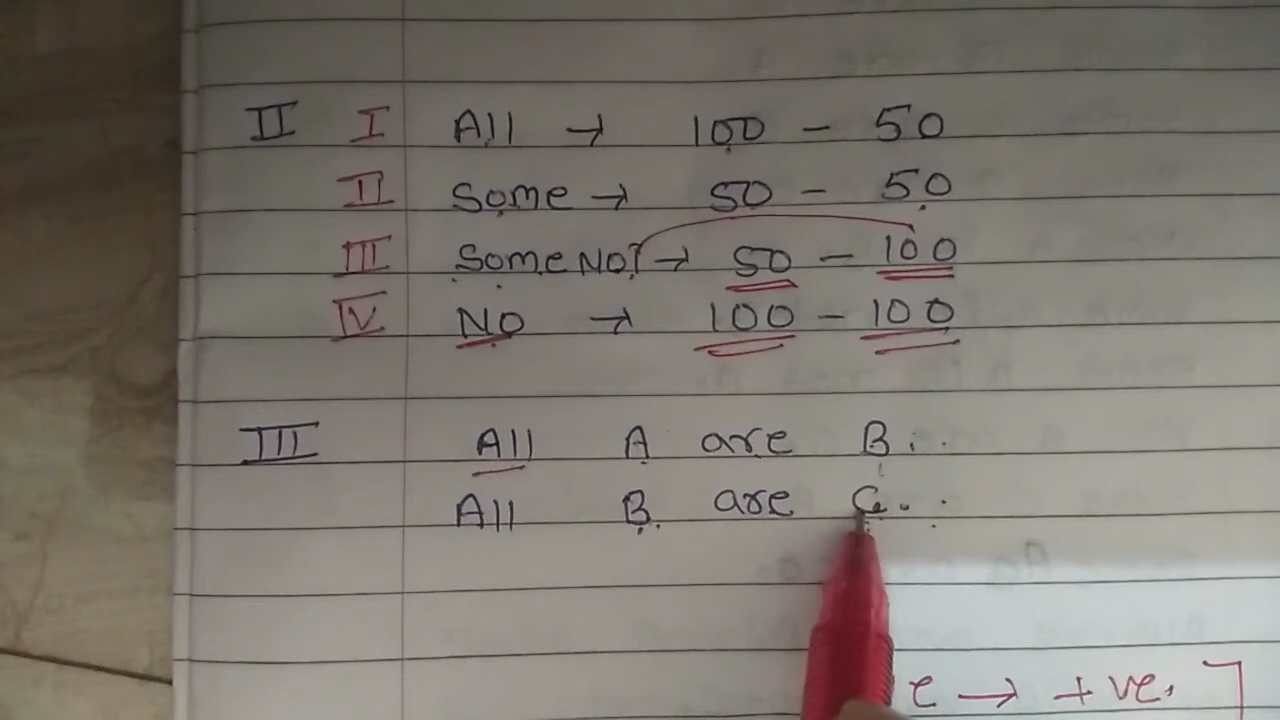 II I All → 100 - 50
II Some → 50 - 50
III Some Not → 50 - 100
IV No → 100 - 100
III All A are B..
All B are C..
e → +ve. ]